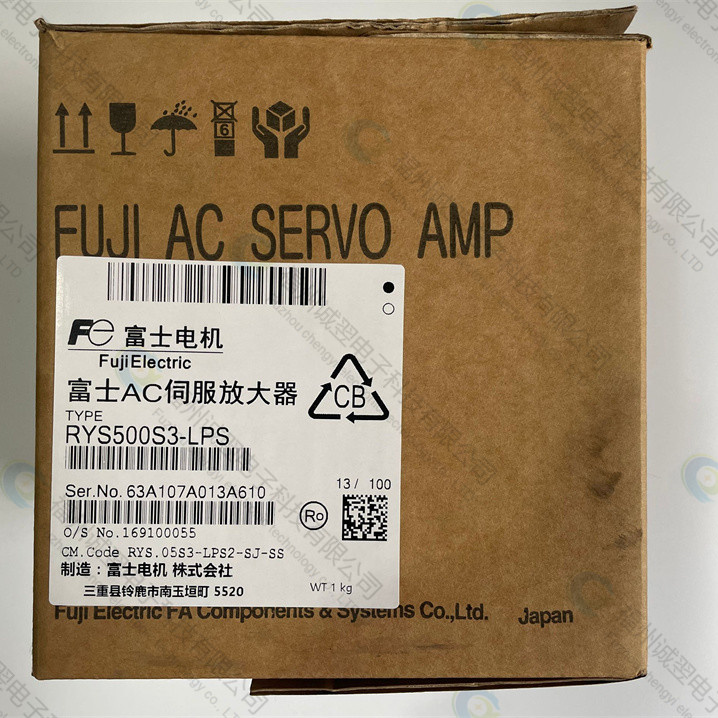 6
FUJI AC SERVO AMP
Fe 富士电机
FujiElectric
富士AC伺服放大器
TYPE
RYS500S3-LPS
CB
Ser.No. 63A107A013A610
13/ 100
Ro
O/S No.169100055
CM.Code RYS.05S3-LPS2-SJ-SS
制造：富士电机 株式会社
三重县铃鹿市南玉垣町 5520
WT 1 kg
Fuji Electric FA Components & Systems Co.,Ltd. Japan